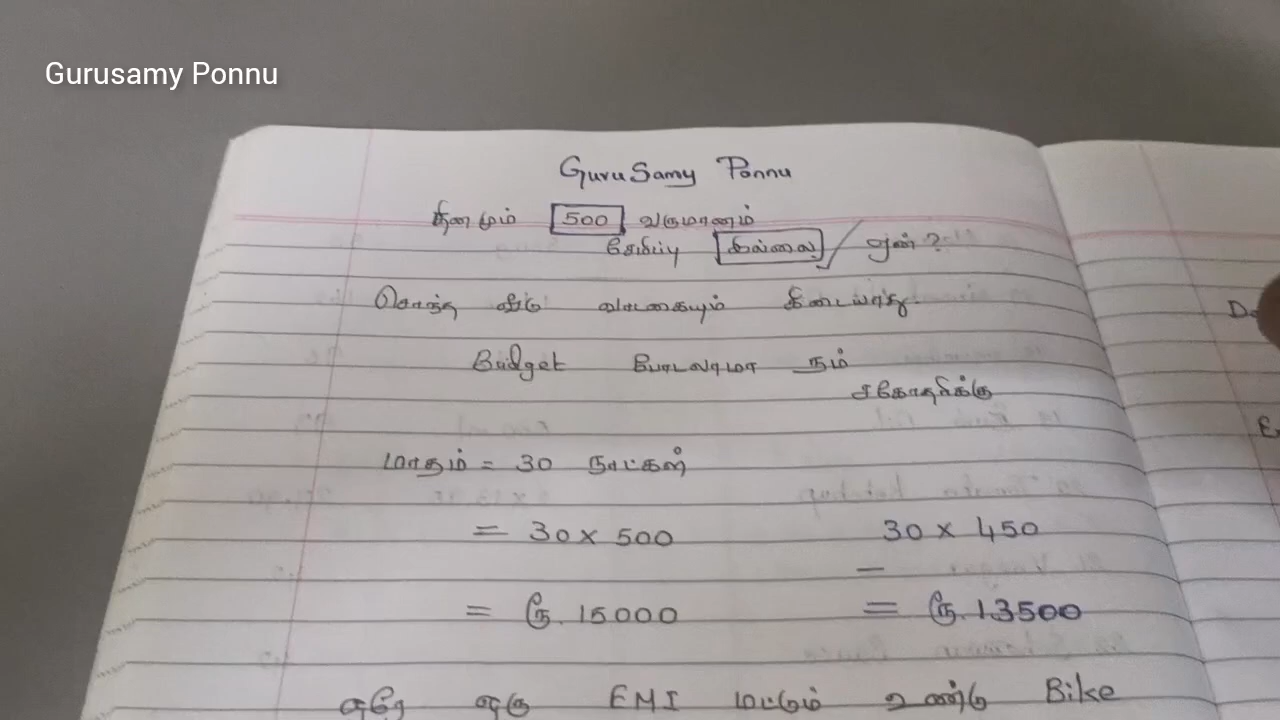 Gurusamy Ponnu
GuruSamy Ponnu
தினமும் 500 வருமானம்
சேமிப்பு இல்லை ஏன் ?
சொந்த வீடு வாடகையும் கிடையாது
Budget போடலாமா நம்
சகோதரிக்கு
மாதம் = 30 நாட்கள்
= 30 x 500 30 x 450
= ரூ. 15000 = ரூ. 13500
ஒரே ஒரு EMI மட்டும் உண்டு Bike